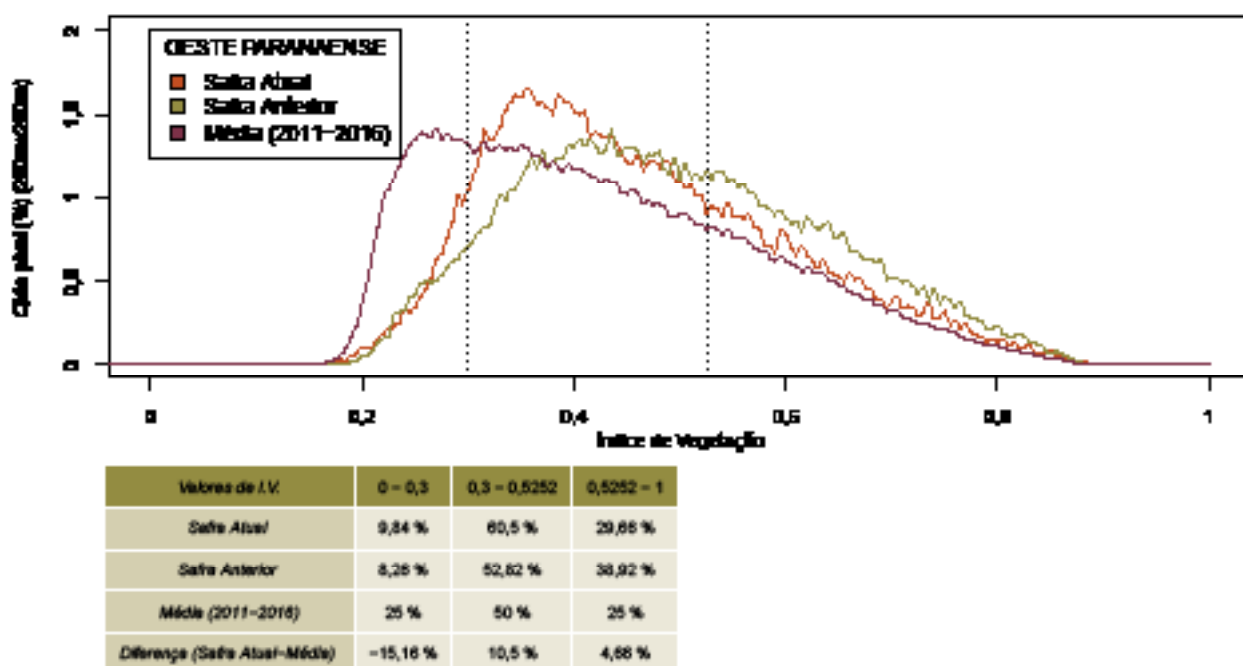 2
OESTE PARANAENSE
Safra Atual
Safra Anterior
Média (2011-2016)
1,5
1
0,5
0
Qtde pixel (%) (250mx250m)
0
0,2
0,4
0,6
0,8
1
Índice de Vegetação
Valores de I.V. 0 - 0,3 0,3 - 0,5252 0,5252 - 1
Safra Atual 9,84 % 60,5 % 29,66 %
Safra Anterior 8,26 % 52,82 % 38,92 %
Média (2011-2016) 25 % 50 % 25 %
Diferença (Safra Atual-Média) -15,16 % 10,5 % 4,66 %